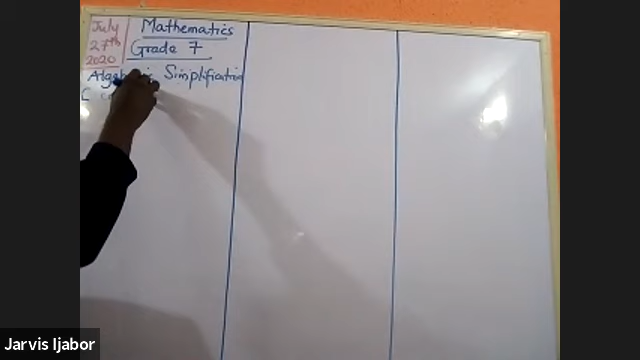 July
27th
2020
Mathematics
Grade 7
Simplification
Jarvis Ijabor